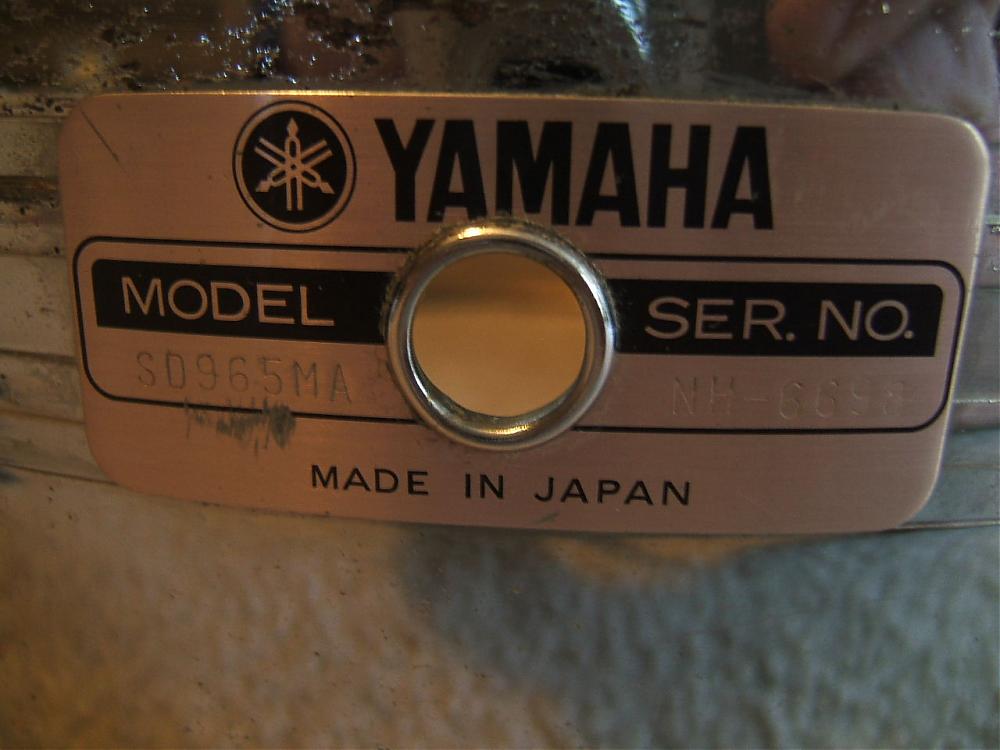 YAMAHA
MODEL SER. NO.
SD965MA
MADE IN JAPAN